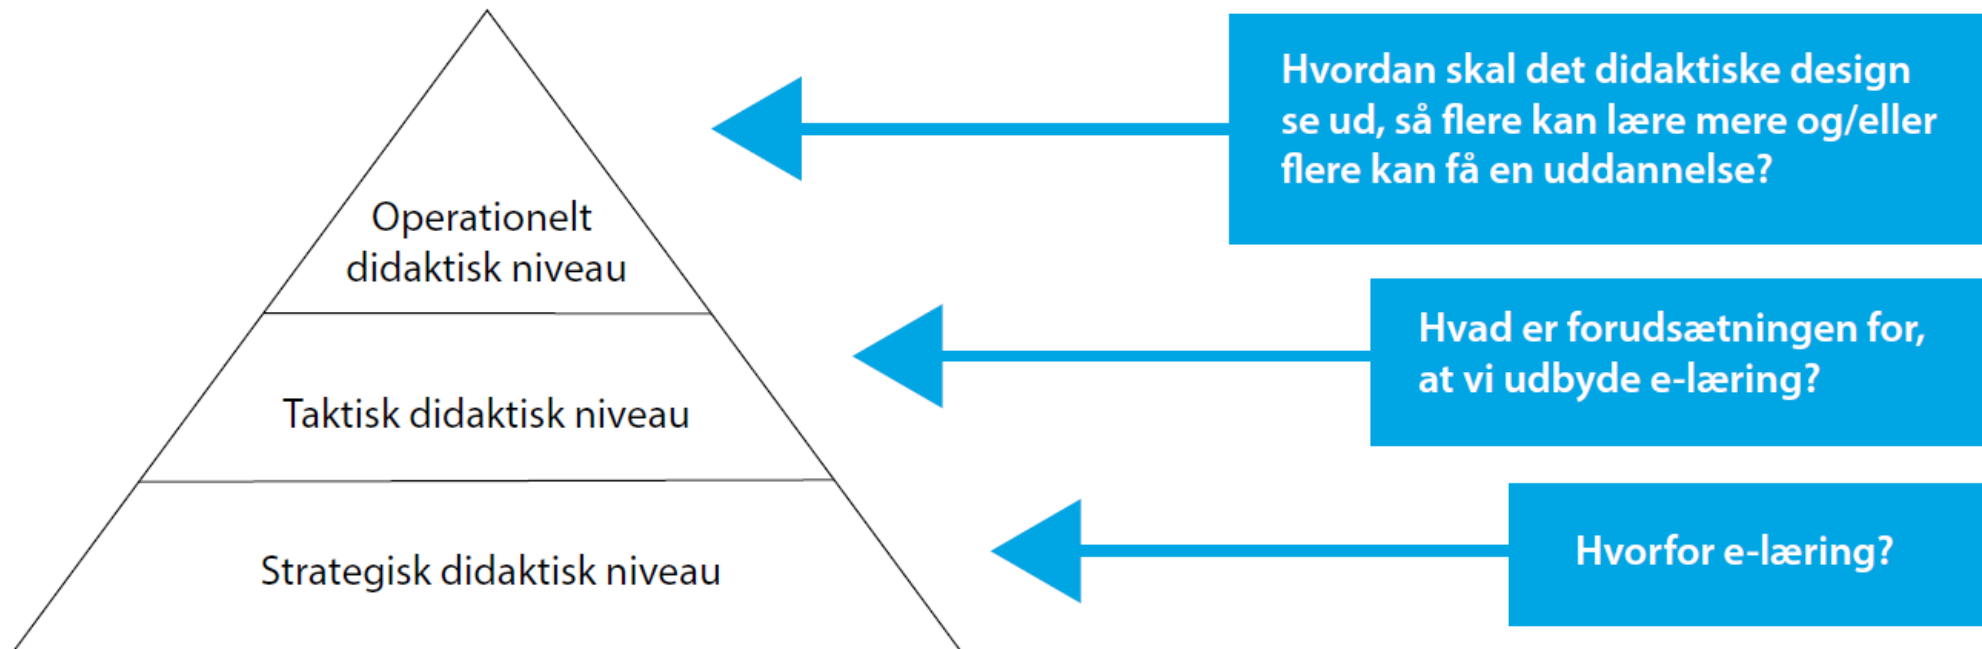 Operationelt
didaktisk niveau
Taktisk didaktisk niveau
Strategisk didaktisk niveau
Hvordan skal det didaktiske design
se ud, så flere kan lære mere og/eller
flere kan få en uddannelse?
Hvad er forudsætningen for,
at vi udbyde e-læring?
Hvorfor e-læring?